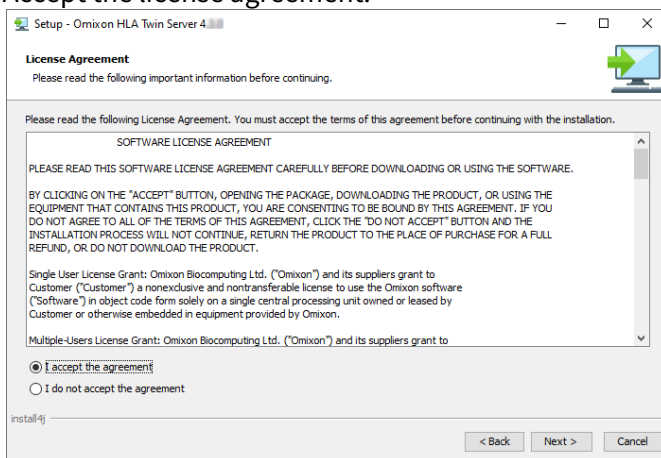 Accept the license agreement.
Setup - Omixon HLA Twin Server 4.
License Agreement
Please read the following important information before continuing.
Please read the following License Agreement. You must accept the terms of this agreement before continuing with the installation.
SOFTWARE LICENSE AGREEMENT
PLEASE READ THIS SOFTWARE LICENSE AGREEMENT CAREFULLY BEFORE DOWNLOADING OR USING THE SOFTWARE.
BY CLICKING ON THE "ACCEPT" BUTTON, OPENING THE PACKAGE, DOWNLOADING THE PRODUCT, OR USING THE
EQUIPMENT THAT CONTAINS THIS PRODUCT, YOU ARE CONSENTING TO BE BOUND BY THIS AGREEMENT. IF YOU
DO NOT AGREE TO ALL OF THE TERMS OF THIS AGREEMENT, CLICK THE "DO NOT ACCEPT" BUTTON AND THE
INSTALLATION PROCESS WILL NOT CONTINUE, RETURN THE PRODUCT TO THE PLACE OF PURCHASE FOR A FULL
REFUND, OR DO NOT DOWNLOAD THE PRODUCT.
Single User License Grant: Omixon Biocomputing Ltd. ("Omixon") and its suppliers grant to
Customer ("Customer") a nonexclusive and nontransferable license to use the Omixon software
("Software") in object code form solely on a single central processing unit owned or leased by
Customer or otherwise embedded in equipment provided by Omixon.
Multiple-Users License Grant: Omixon Biocomputing Ltd. ("Omixon") and its suppliers grant to
I accept the agreement
I do not accept the agreement
install4j
< Back Next > Cancel